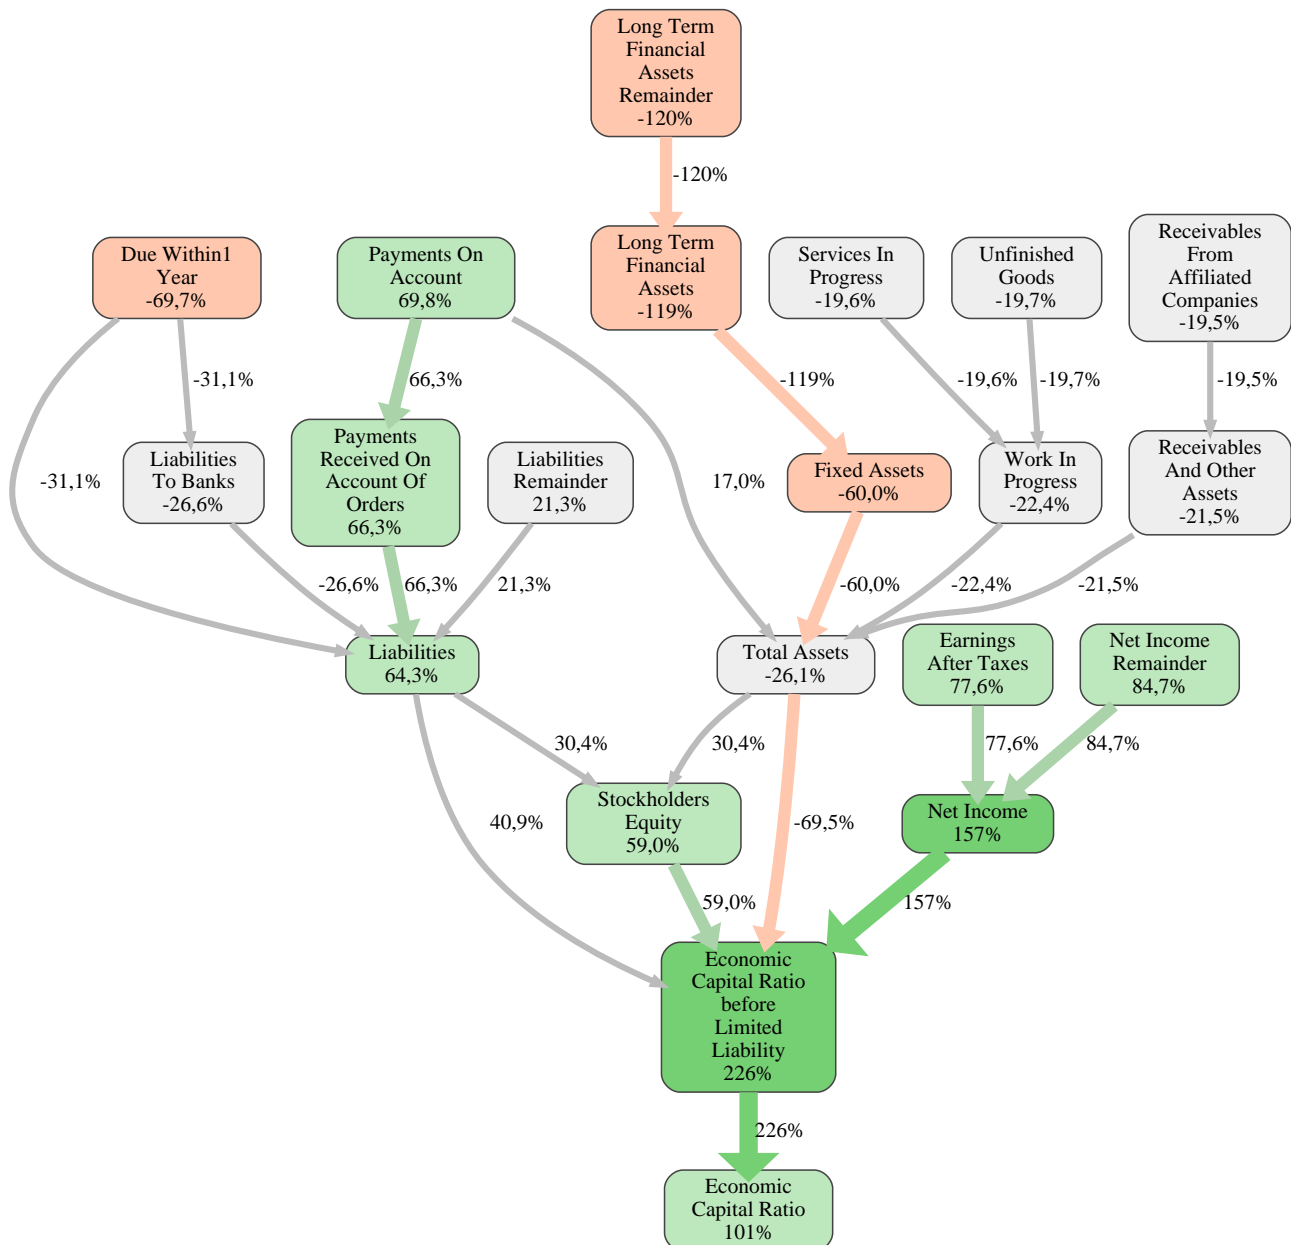 Long Term
Financial
Assets
Remainder
-120%
-120%
Due Within1
Year
-69,7%
Payments On
Account
69,8%
Long Term
Financial
Assets
-119%
Services In
Progress
-19,6%
Unfinished
Goods
-19,7%
Receivables
From
Affiliated
Companies
-19,5%
-31,1%
66,3%
-119%
-19,6%
-19,7%
-19,5%
-31,1%
Liabilities
To Banks
-26,6%
Payments
Received On
Account Of
Orders
66,3%
Liabilities
Remainder
21,3%
17,0%
Fixed Assets
-60,0%
Work In
Progress
-22,4%
Receivables
And Other
Assets
-21,5%
-26,6%
66,3%
21,3%
-60,0%
-22,4%
-21,5%
Liabilities
64,3%
Total Assets
-26,1%
Earnings
After Taxes
77,6%
Net Income
Remainder
84,7%
30,4%
30,4%
77,6%
84,7%
40,9%
Stockholders
Equity
59,0%
-69,5%
Net Income
157%
59,0%
157%
Economic
Capital Ratio
before
Limited
Liability
226%
226%
Economic
Capital Ratio
101%